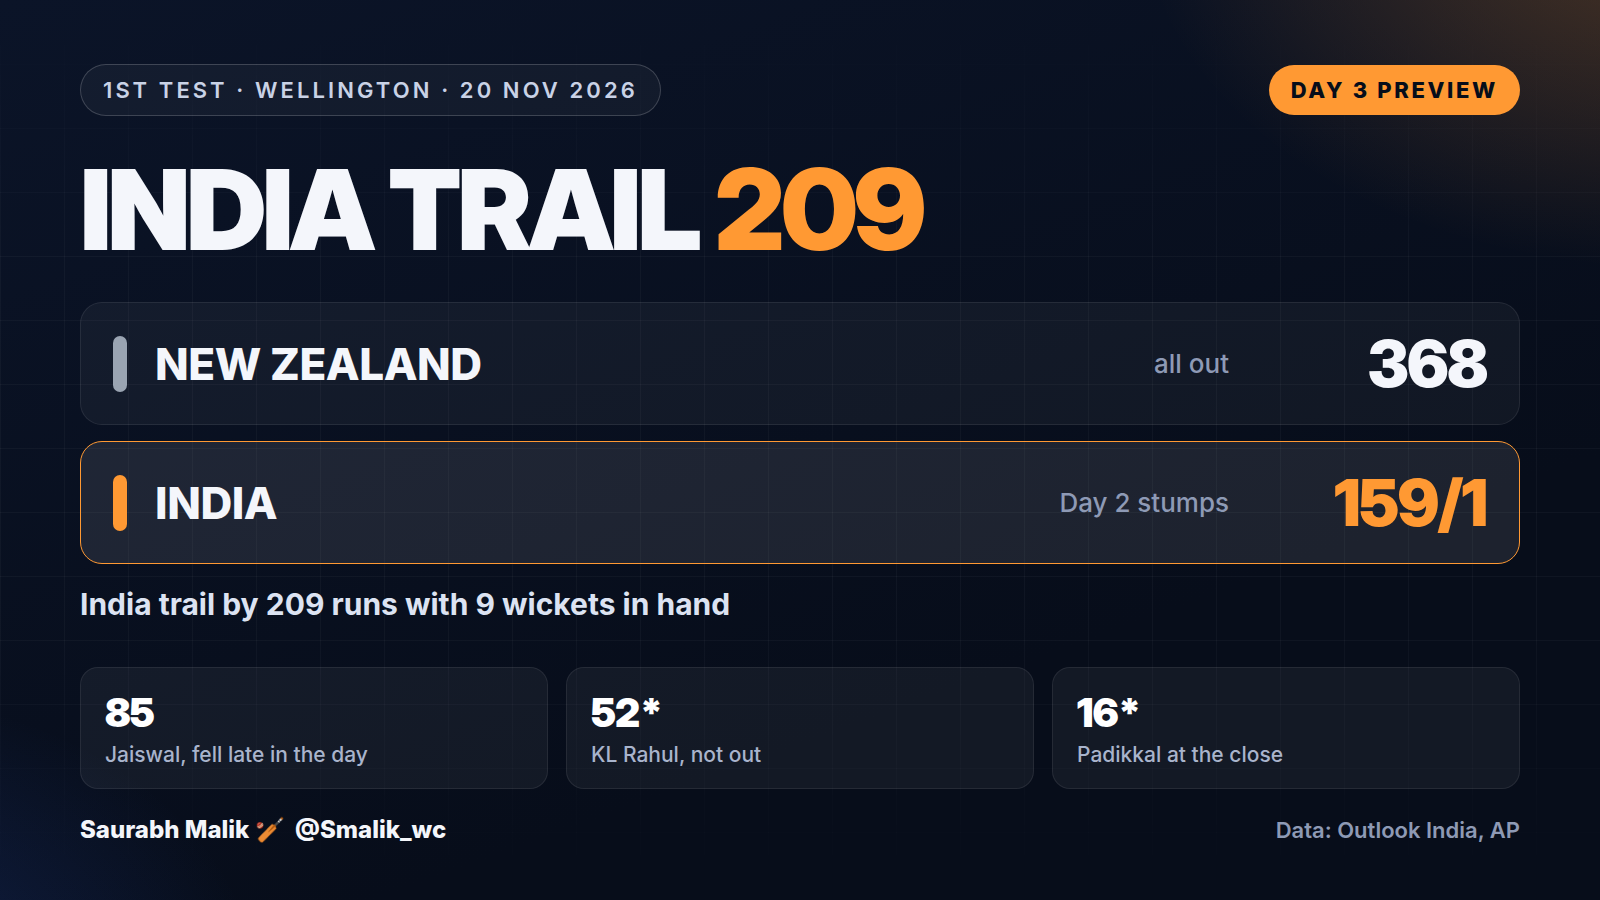 1ST TEST · WELLINGTON · 20 NOV 2026
DAY 3 PREVIEW
INDIA TRAIL 209
NEW ZEALAND all out 368
INDIA Day 2 stumps 159/1
India trail by 209 runs with 9 wickets in hand
85
Jaiswal, fell late in the day
52*
KL Rahul, not out
16*
Padikkal at the close
Saurabh Malik 🏏 @Smalik_wc
Data: Outlook India, AP